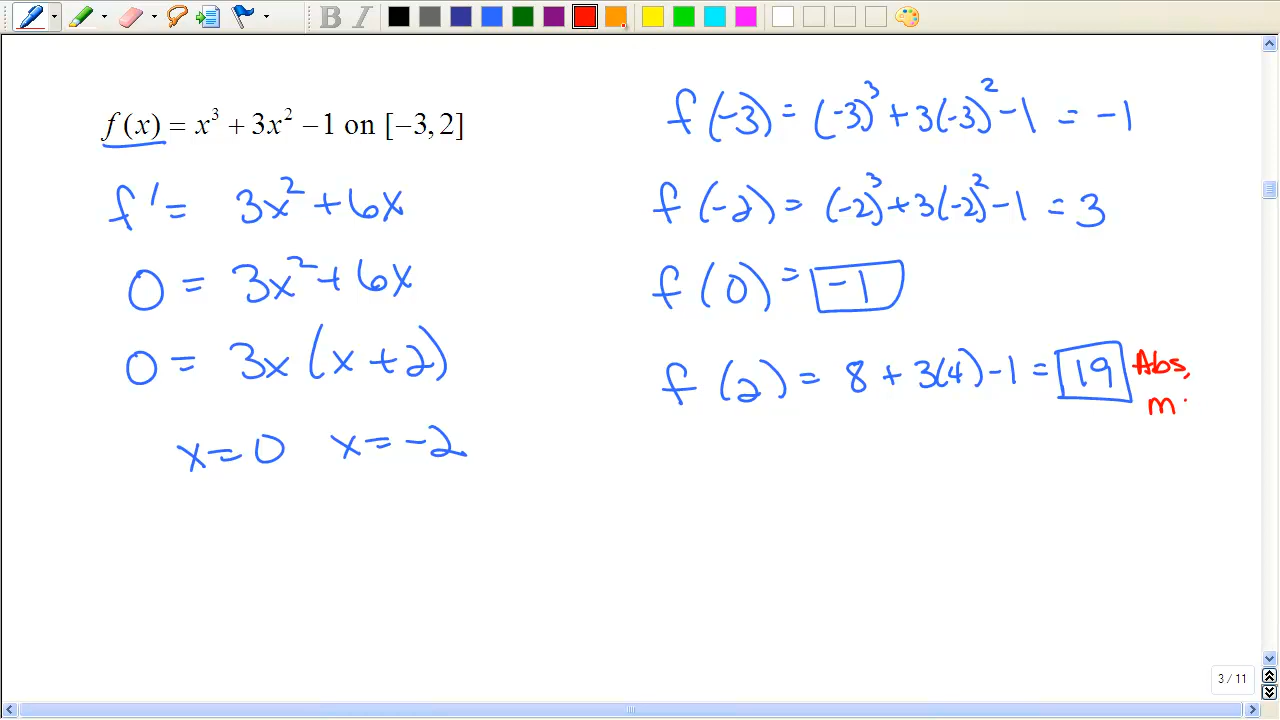 B I
f(x) = x³ + 3x² − 1 on [−3, 2]
f' = 3x² + 6x
0 = 3x² + 6x
0 = 3x (x + 2)
x = 0 x = -2
f(-3) = (-3)³ + 3(-3)² - 1 = -1
f(-2) = (-2)³ + 3(-2)² - 1 = 3
f(0) = -1
f(2) = 8 + 3(4) - 1 = 19 Abs.
m
3 / 11